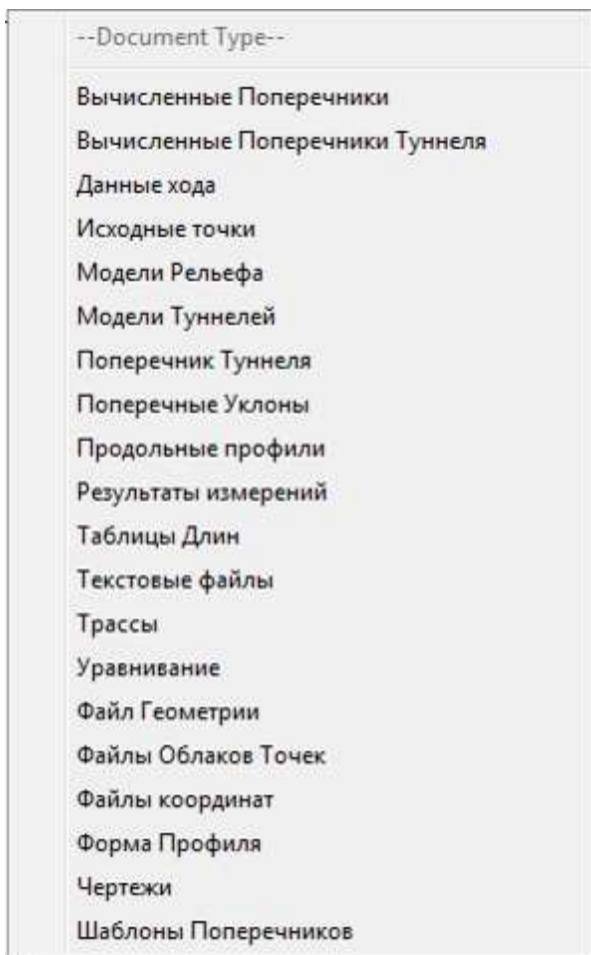 --Document Type--
Вычисленные Поперечники
Вычисленные Поперечники Туннеля
Данные хода
Исходные точки
Модели Рельефа
Модели Туннелей
Поперечник Туннеля
Поперечные Уклоны
Продольные профили
Результаты измерений
Таблицы Длин
Текстовые файлы
Трассы
Уравнивание
Файл Геометрии
Файлы Облаков Точек
Файлы координат
Форма Профиля
Чертежи
Шаблоны Поперечников